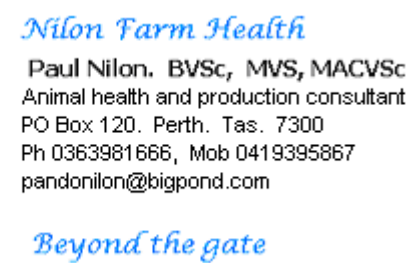 Nilon Farm Health
Paul Nilon. BVSc, MVS, MACVSc
Animal health and production consultant
PO Box 120. Perth. Tas. 7300
Ph 0363981666, Mob 0419395867
pandonilon@bigpond.com
Beyond the gate